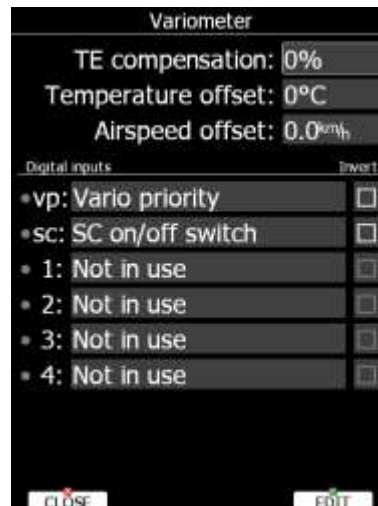 Variometer
TE compensation: 0%
Temperature offset: 0°C
Airspeed offset: 0.0km/h
Digital inputs Invert
vp: Vario priority
sc: SC on/off switch
1: Not in use
2: Not in use
3: Not in use
4: Not in use
CLOSE EDIT